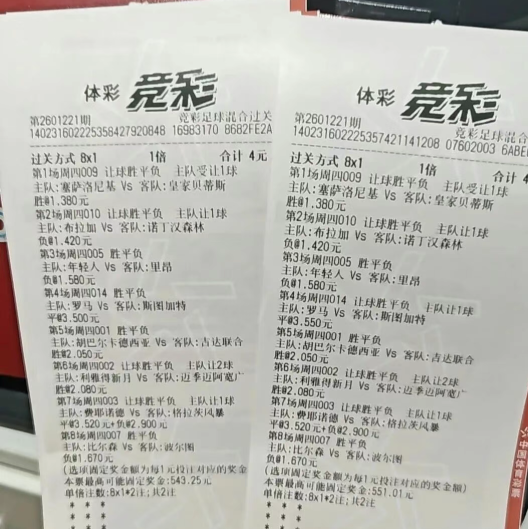 体彩 竞彩
第2601221期 竞彩足球混合过关
14023160222535842792084​8 16983170 8682FE2A
过关方式 8x1 1倍 合计 4元
第1场周四009 让球胜平负 主队受让1球
主队:塞萨洛尼基 Vs 客队:皇家贝蒂斯
胜@1.380元
第2场周四010 让球胜平负 主队让1球
主队:布拉加 Vs 客队:诺丁汉森林
负@1.420元
第3场周四005 胜平负
主队:年轻人 Vs 客队:里昂
负@1.580元
第4场周四014 胜平负
主队:罗马 Vs 客队:斯图加特
平@3.500元
第5场周四001 胜平负
主队:胡巴尔卡德西亚 Vs 客队:吉达联合
胜@2.050元
第6场周四002 让球胜平负 主队让2球
主队:利雅得新月 Vs 客队:迈季迈阿宽广
胜@2.080元
第7场周四003 让球胜平负 主队让1球
主队:费耶诺德 Vs 客队:格拉茨风暴
平@3.520元+负@2.900元
第8场周四007 胜平负
主队:比尔森 Vs 客队:波尔图
负@1.670元
(选项固定奖金额为每1元投注对应的奖金
本票最高可能固定奖金:543.25元
单倍注数:8x1*2注;共2注
* * *
* * *
体彩 竞彩
第2601221期 竞彩足球混合过
140231602225357421141208 07602003 6ABE
过关方式 8x1 1倍 合计 4
第1场周四009 让球胜平负 主队受让1球
主队:塞萨洛尼基 Vs 客队:皇家贝蒂斯
胜@1.380元
第2场周四010 让球胜平负 主队让1球
主队:布拉加 Vs 客队:诺丁汉森林
负@1.420元
第3场周四005 胜平负
主队:年轻人 Vs 客队:里昂
负@1.580元
第4场周四014 让球胜平负 主队让1球
主队:罗马 Vs 客队:斯图加特
平@3.550元
第5场周四001 胜平负
主队:胡巴尔卡德西亚 Vs 客队:吉达联合
胜@2.050元
第6场周四002 让球胜平负 主队让2球
主队:利雅得新月 Vs 客队:迈季迈阿宽广
胜@2.080元
第7场周四003 让球胜平负 主队让1球
主队:费耶诺德 Vs 客队:格拉茨风暴
平@3.520元+负@2.900元
第8场周四007 胜平负
主队:比尔森 Vs 客队:波尔图
负@1.670元
(选项固定奖金额为每1元投注对应的奖金
本票最高可能固定奖金:551.01元
单倍注数:8x1*2注;共2注
* * *
* * *
中国体育彩票